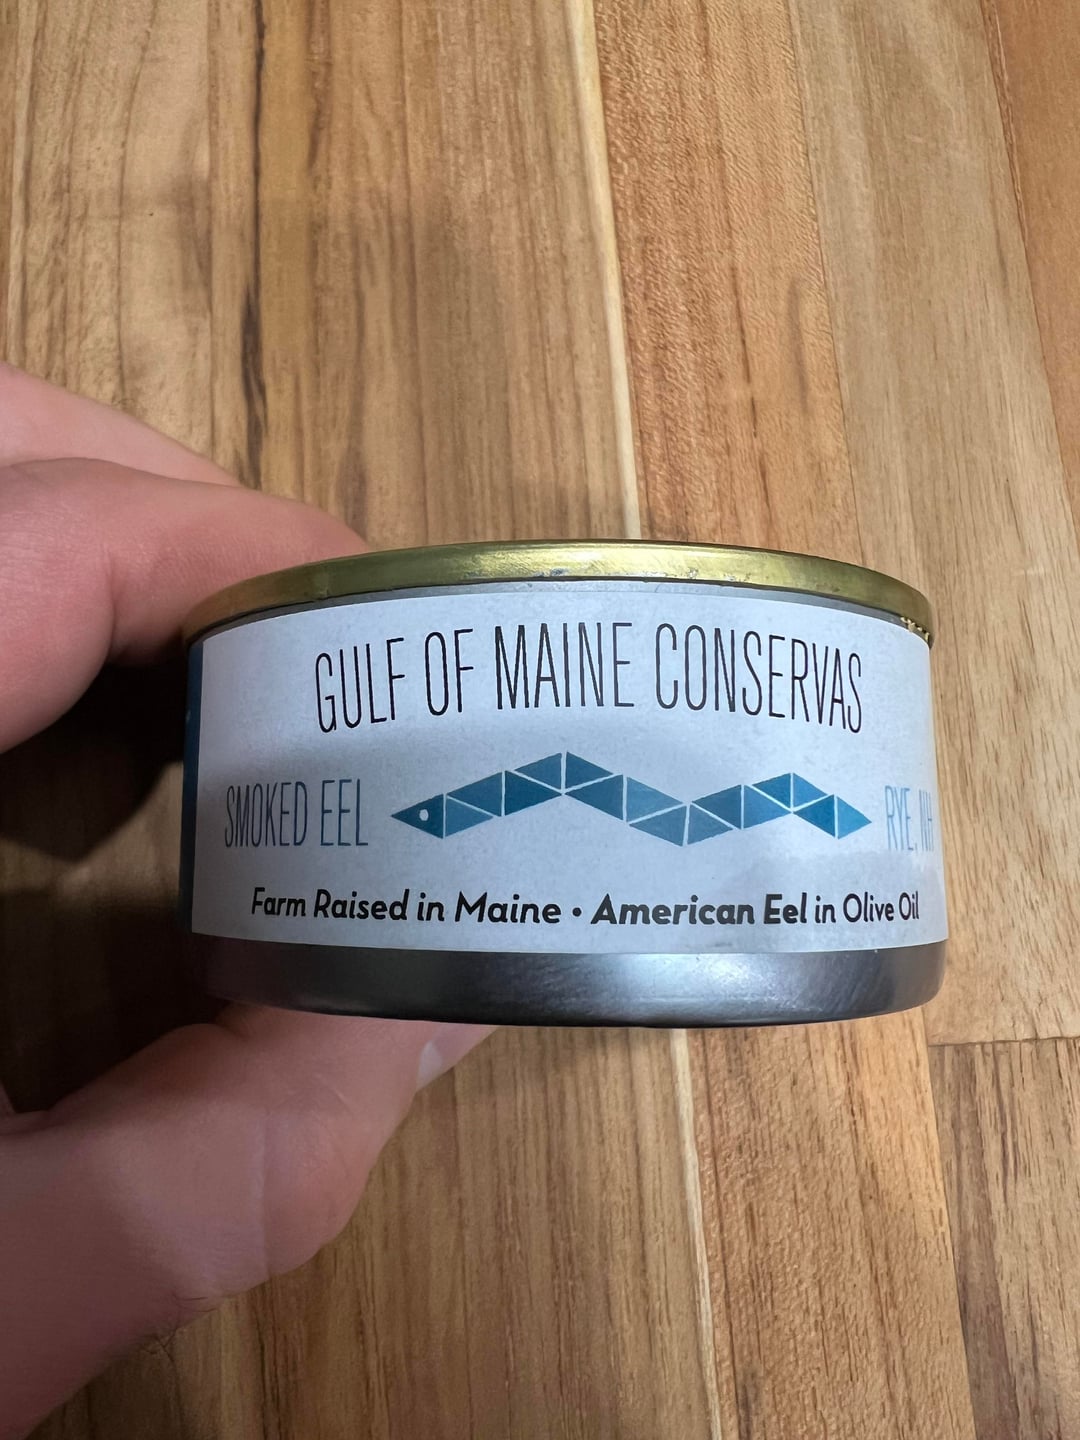 GULF OF MAINE CONSERVAS
SMOKED EEL RYE, NH
Farm Raised in Maine • American Eel in Olive Oil